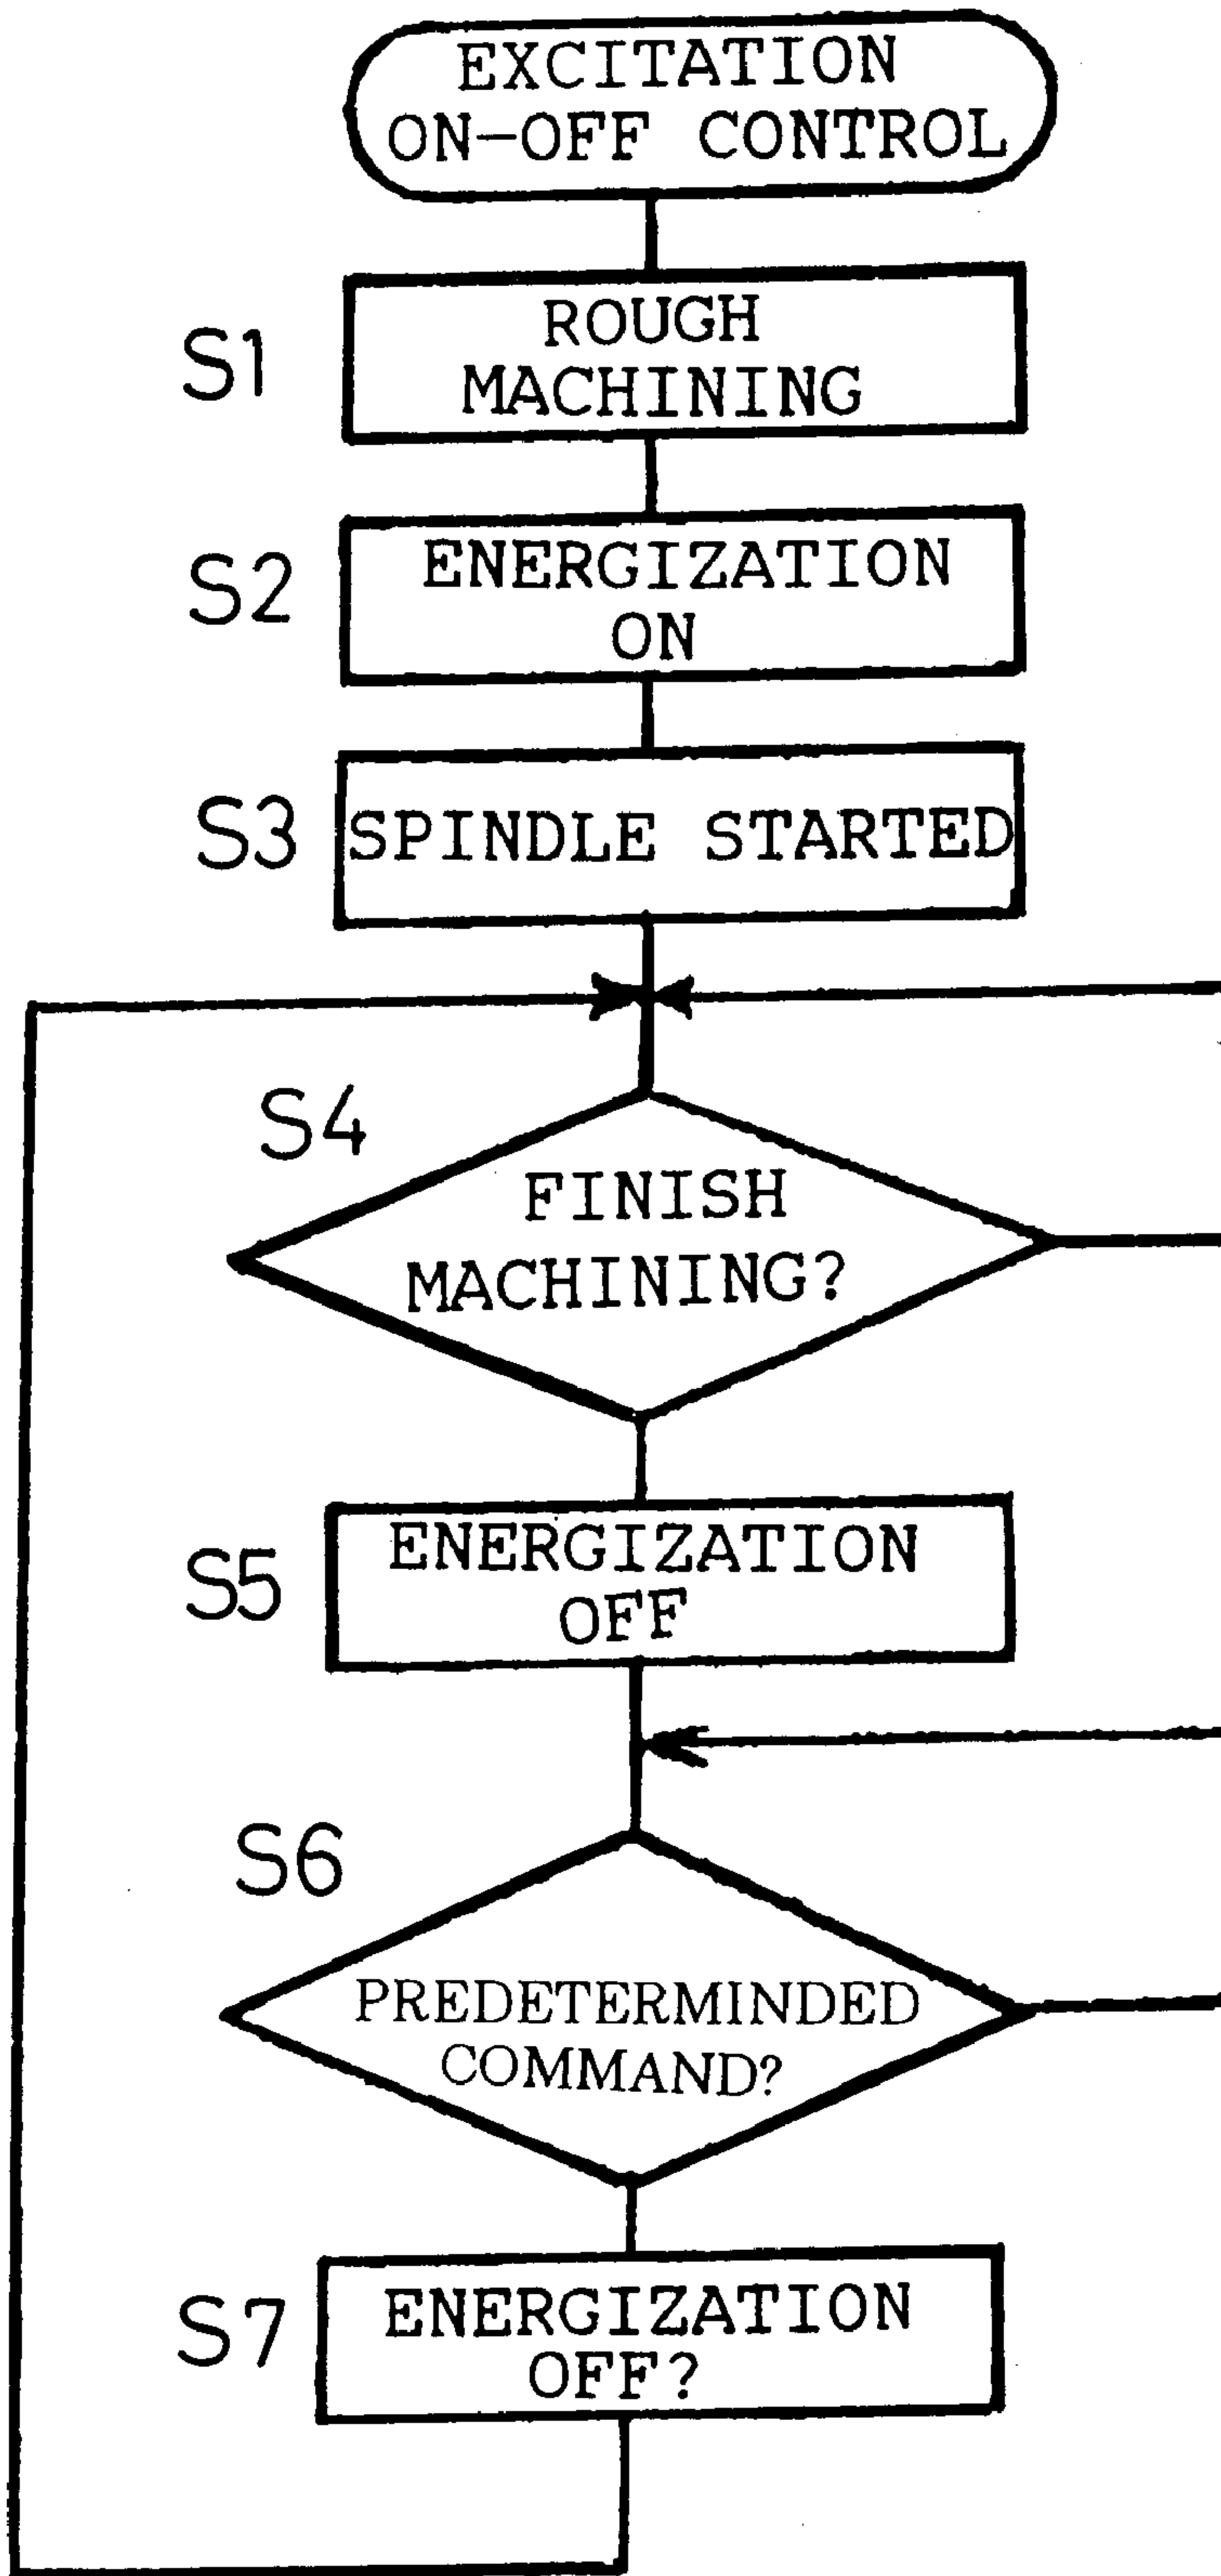 EXCITATION
ON-OFF CONTROL
S1
ROUGH
MACHINING
S2
ENERGIZATION
ON
S3
SPINDLE STARTED
S4
FINISH
MACHINING?
S5
ENERGIZATION
OFF
S6
PREDETERMINDED
COMMAND?
S7
ENERGIZATION
OFF?